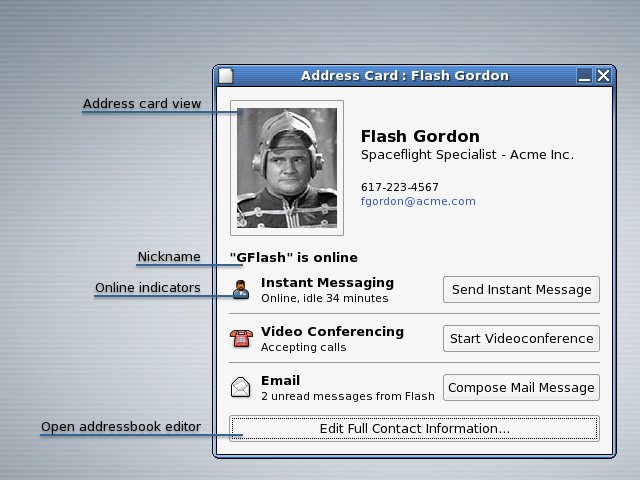 Address Card : Flash Gordon
Address card view
Flash Gordon
Spaceflight Specialist - Acme Inc.
617-223-4567
fgordon@acme.com
Nickname
"GFlash" is online
Online indicators
Instant Messaging
Online, idle 34 minutes
Send Instant Message
Video Conferencing
Accepting calls
Start Videoconference
Email
2 unread messages from Flash
Compose Mail Message
Open addressbook editor
Edit Full Contact Information...